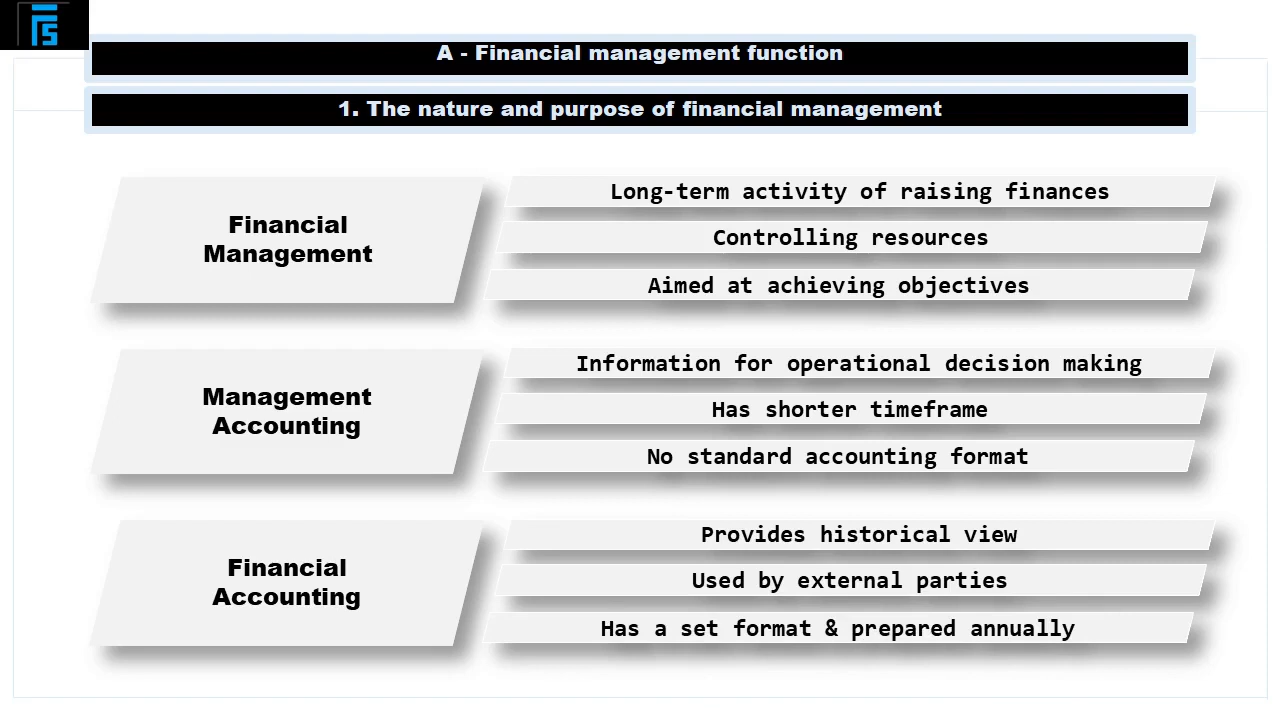 A - Financial management function
1. The nature and purpose of financial management
Financial
Management
Long-term activity of raising finances
Controlling resources
Aimed at achieving objectives
Management
Accounting
Information for operational decision making
Has shorter timeframe
No standard accounting format
Financial
Accounting
Provides historical view
Used by external parties
Has a set format & prepared annually